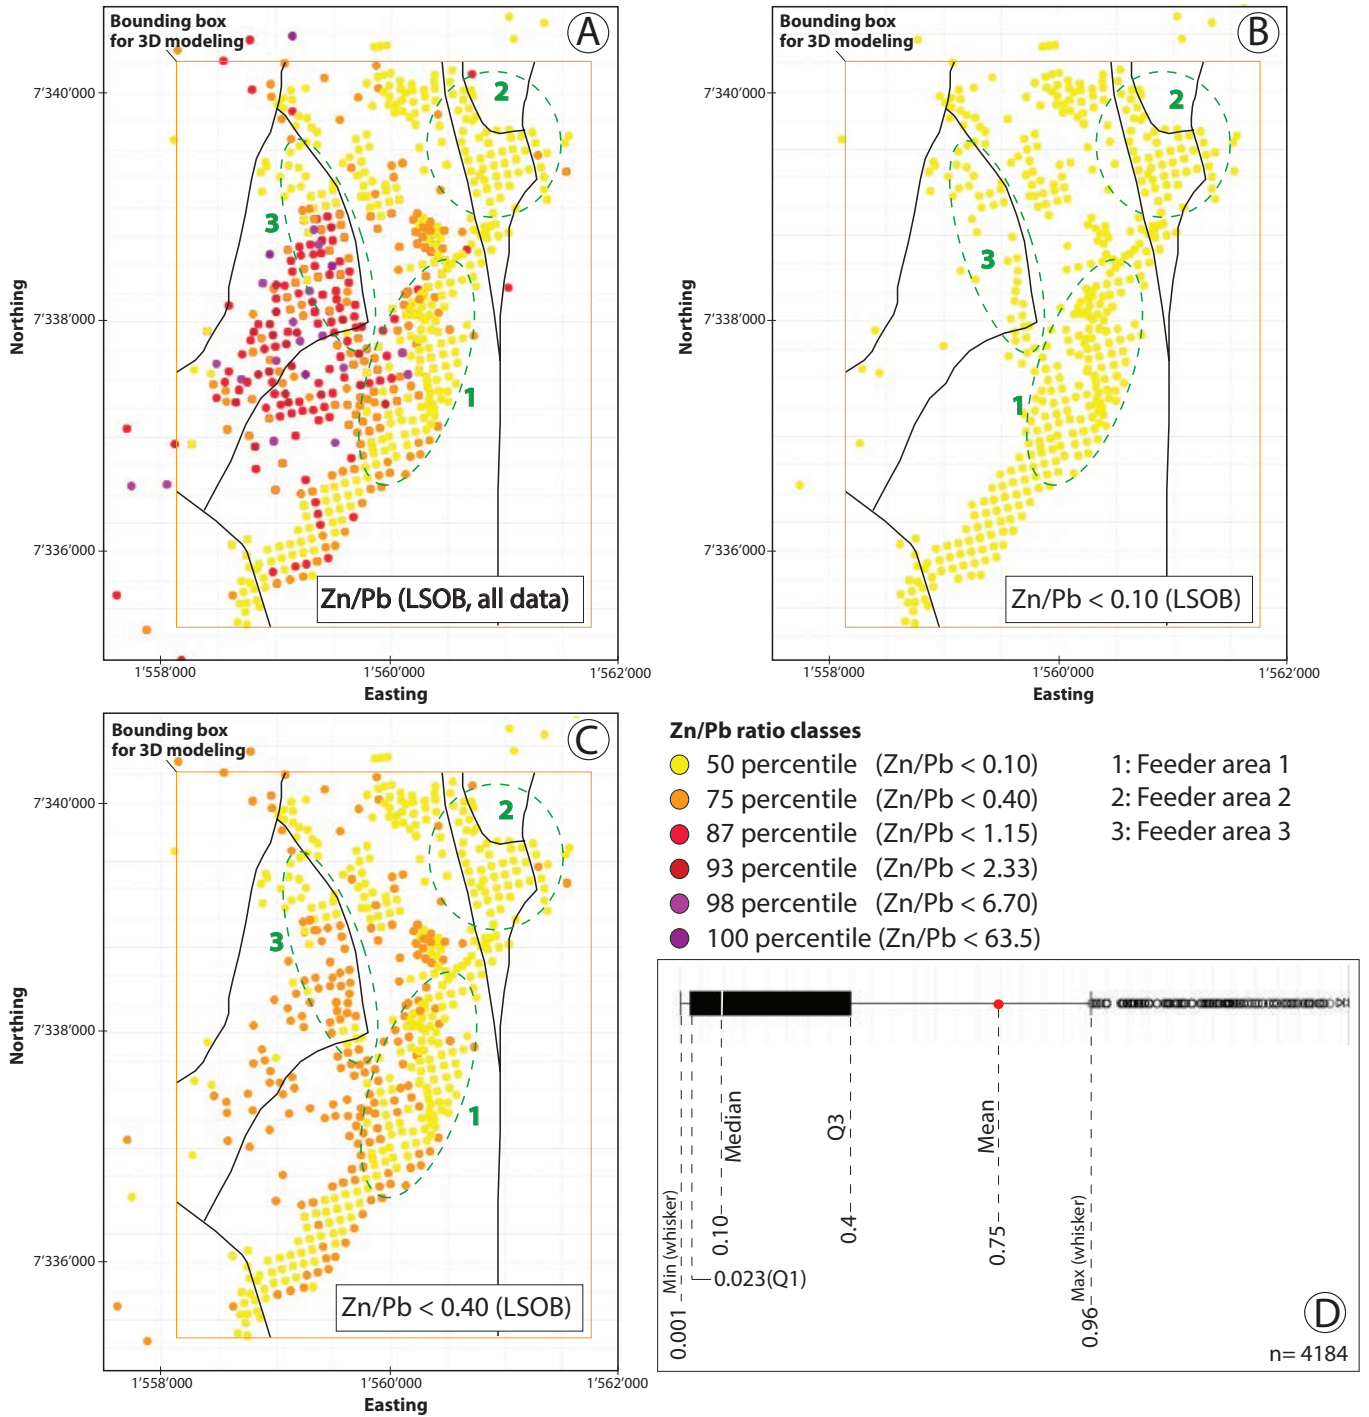 Bounding box
for 3D modeling
A
7’340’000
7’338’000
7’336’000
Northing
1
2
3
Zn/Pb (LSOB, all data)
1’558’000
1’560’000
1’562’000
Easting
Bounding box
for 3D modeling
B
7’340’000
7’338’000
7’336’000
Northing
1
2
3
Zn/Pb < 0.10 (LSOB)
1’558’000
1’560’000
1’562’000
Easting
Bounding box
for 3D modeling
C
7’340’000
7’338’000
7’336’000
Northing
1
2
3
Zn/Pb < 0.40 (LSOB)
1’558’000
1’560’000
1’562’000
Easting
Zn/Pb ratio classes
50 percentile (Zn/Pb < 0.10)
75 percentile (Zn/Pb < 0.40)
87 percentile (Zn/Pb < 1.15)
93 percentile (Zn/Pb < 2.33)
98 percentile (Zn/Pb < 6.70)
100 percentile (Zn/Pb < 63.5)
1: Feeder area 1
2: Feeder area 2
3: Feeder area 3
0.001 Min (whisker)
0.023(Q1)
0.10 Median
0.4 Q3
0.75 Mean
0.96 Max (whisker)
D
n= 4184